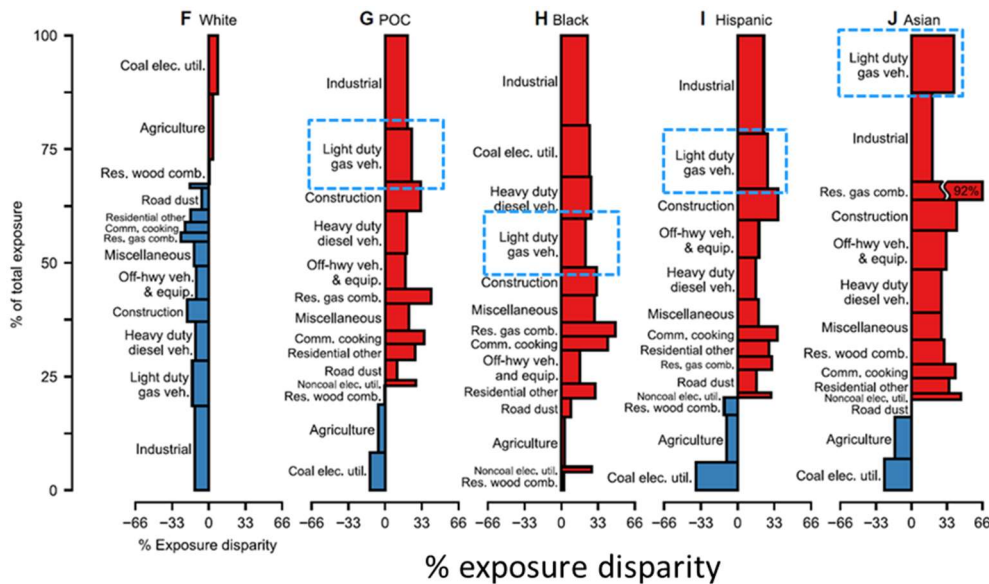 F White
G POC
H Black
I Hispanic
J Asian
% of total exposure
100
75
50
25
0
Coal elec. util.
Agriculture
Res. wood comb.
Road dust
Residential other
Comm. cooking
Res. gas comb.
Miscellaneous
Off-hwy veh.
& equip.
Construction
Heavy duty
diesel veh.
Light duty
gas veh.
Industrial
Industrial
Light duty
gas veh.
Construction
Heavy duty
diesel veh.
Off-hwy veh.
& equip.
Res. gas comb.
Miscellaneous
Comm. cooking
Residential other
Road dust
Noncoal elec. util.
Res. wood comb.
Agriculture
Coal elec. util.
Industrial
Coal elec. util.
Heavy duty
diesel veh.
Light duty
gas veh.
Construction
Miscellaneous
Res. gas comb.
Comm. cooking
Off-hwy veh.
and equip.
Residential other
Road dust
Agriculture
Noncoal elec. util.
Res. wood comb.
Industrial
Light duty
gas veh.
Construction
Off-hwy veh.
& equip.
Heavy duty
diesel veh.
Miscellaneous
Comm. cooking
Residential other
Res. gas comb.
Road dust
Noncoal elec. util.
Res. wood comb.
Agriculture
Coal elec. util.
Light duty
gas veh.
Industrial
Res. gas comb.
92%
Construction
Off-hwy veh.
& equip.
Heavy duty
diesel veh.
Miscellaneous
Res. wood comb.
Comm. cooking
Residential other
Noncoal elec. util.
Road dust
Agriculture
Coal elec. util.
−66 −33 0 33 66
−66 −33 0 33 66
−66 −33 0 33 66
−66 −33 0 33 66
−66 −33 0 33 66
% Exposure disparity
% exposure disparity